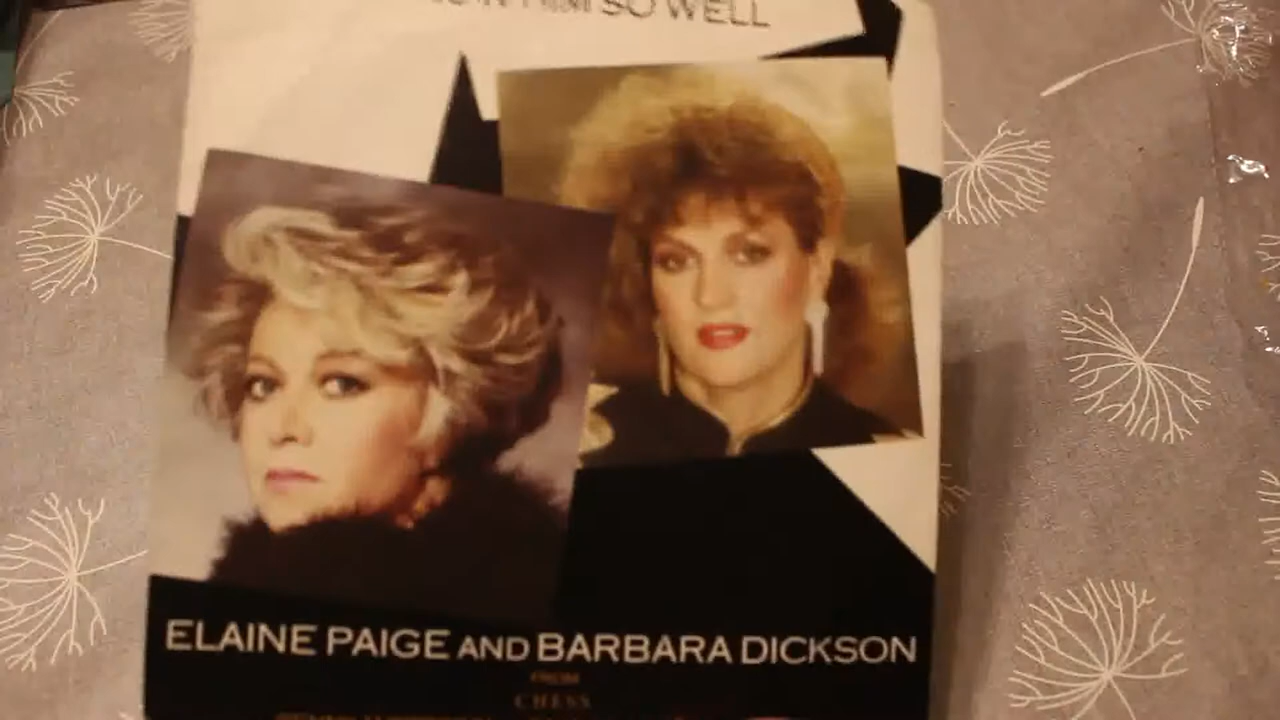 HIM SO WELL
ELAINE PAIGE AND BARBARA DICKSON
FROM
CHESS